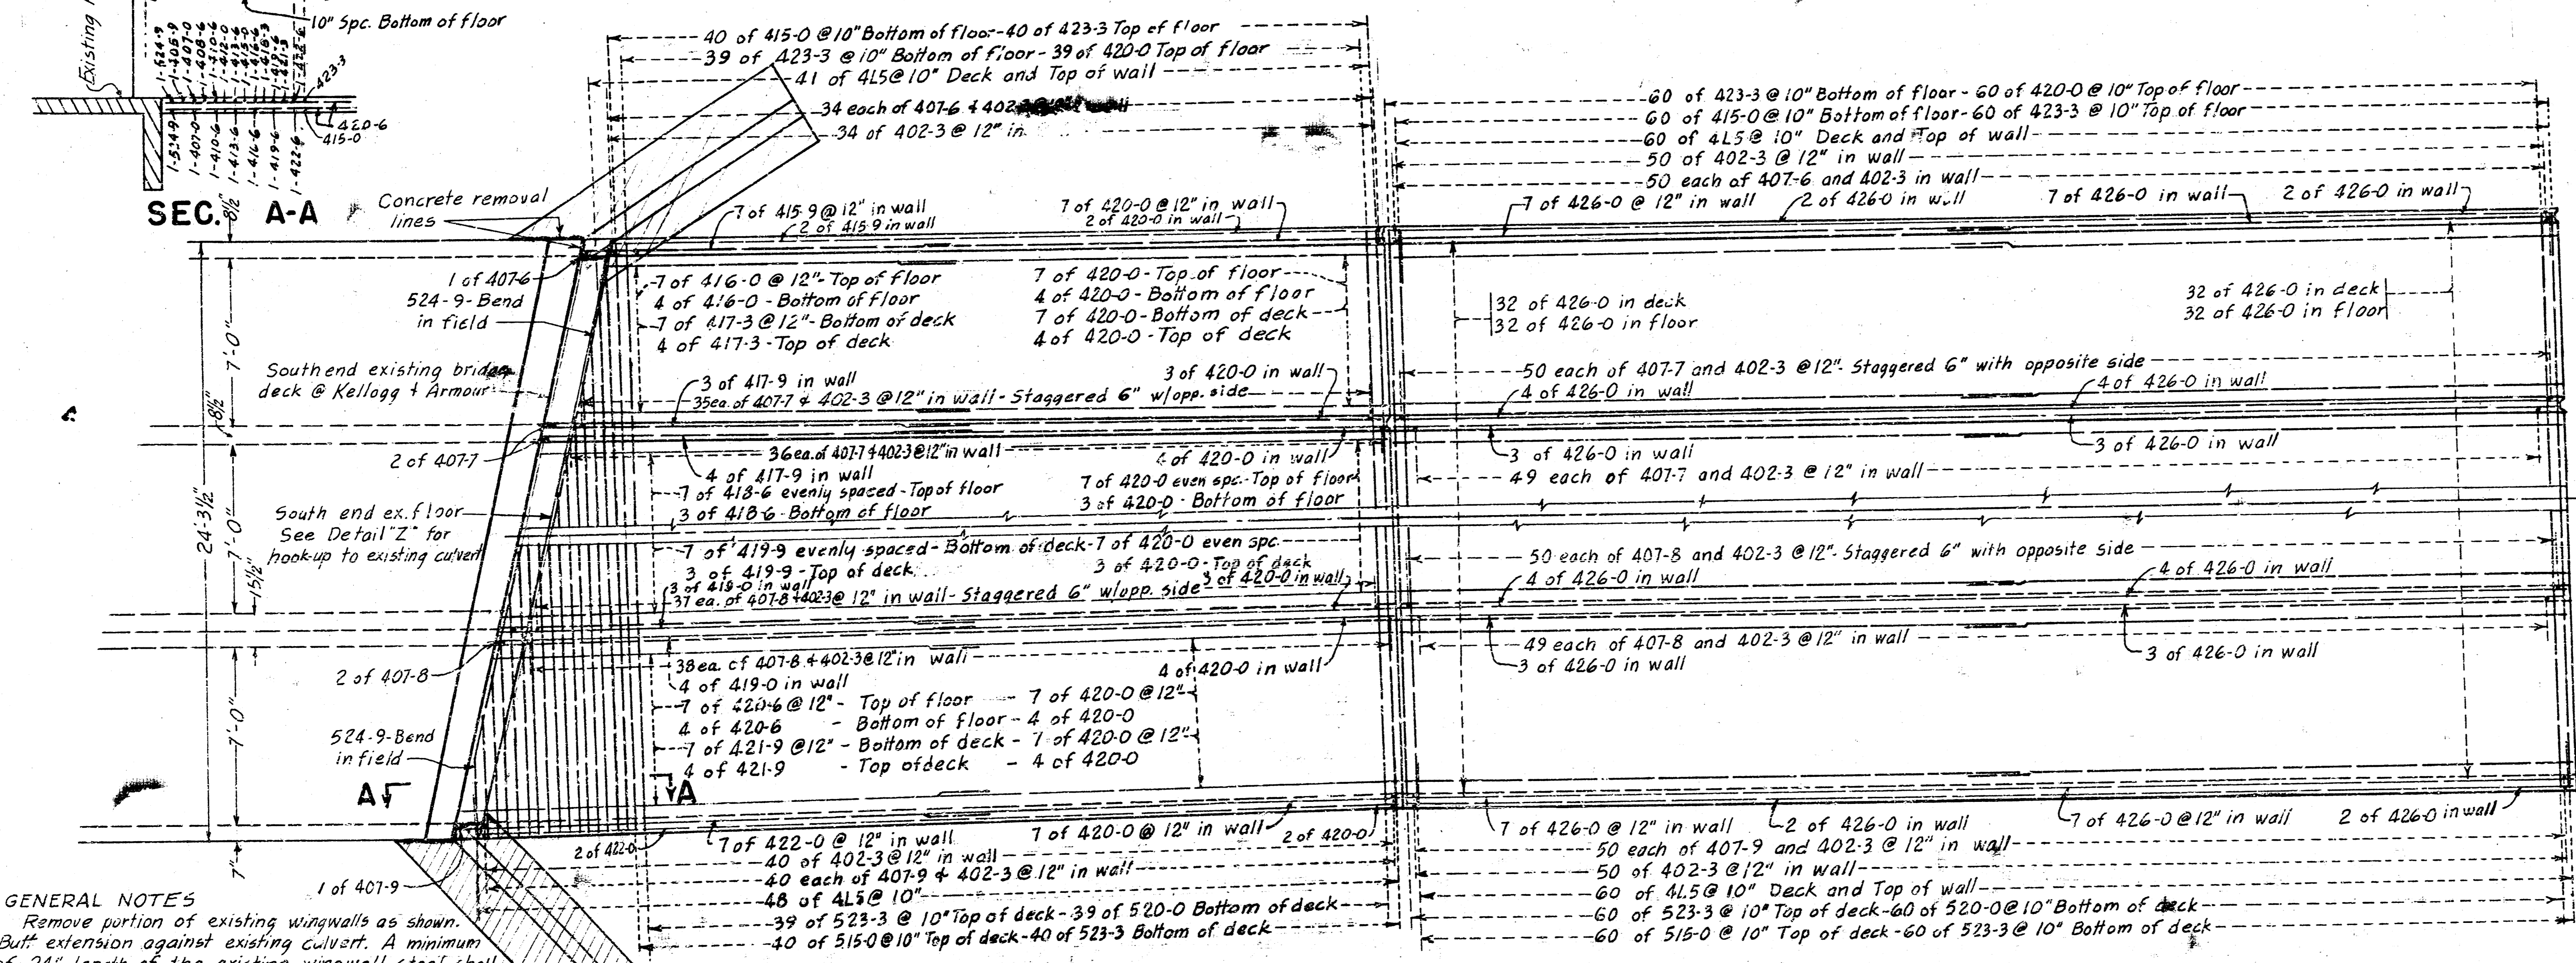 Existing
10" Spc. Bottom of floor
1-524-9
1-405-9
1-407-0
1-408-6
1-410-6
1-412-0
1-413-6
1-415-0
1-416-6
1-418-3
1-419-6
1-421-3
1-422-6
423-3
420-6
415-0
1-524-9
1-407-0
1-410-6
1-413-6
1-416-6
1-419-6
1-422-6
SEC. A-A
8½"
Concrete removal
lines
40 of 415-0 @ 10" Bottom of floor-40 of 423-3 Top of floor
39 of 423-3 @ 10" Bottom of floor - 39 of 420-0 Top of floor
41 of 4L5@ 10" Deck and Top of wall
34 each of 407-6 & 402
34 of 402-3 @ 12" in
60 of 423-3 @ 10" Bottom of floor - 60 of 420-0 @ 10" Top of floor
60 of 415-0 @ 10" Bottom of floor-60 of 423-3 @ 10" Top of floor
60 of 4L5@ 10" Deck and Top of wall
50 of 402-3 @ 12" in wall
50 each of 407-6 and 402-3 in wall
7 of 415-9 @ 12" in wall
2 of 415-9 in wall
7 of 420-0 @ 12" in wall
2 of 420-0 in wall
7 of 426-0 @ 12" in wall
2 of 426-0 in wall
7 of 426-0 in wall
2 of 426-0 in wall
1 of 407-6
524-9-Bend
in field
7 of 416-0 @ 12"-Top of floor
4 of 416-0 - Bottom of floor
7 of 417-3 @ 12"-Bottom of deck
4 of 417-3 - Top of deck
7 of 420-0 - Top of floor
4 of 420-0 - Bottom of floor
7 of 420-0 - Bottom of deck
4 of 420-0 - Top of deck
32 of 426-0 in deck
32 of 426-0 in floor
32 of 426-0 in deck
32 of 426-0 in floor
7'-0"
8½"
24'-3½"
South end existing bridge
deck @ Kellogg & Armour
3 of 417-9 in wall
3 of 420-0 in wall
35ea. of 407-7 & 402-3 @12" in wall - Staggered 6" w/opp. side
50 each of 407-7 and 402-3 @ 12"- Staggered 6" with opposite side
4 of 426-0 in wall
4 of 426-0 in wall
2 of 407-7
36ea. of 407-7 & 402-3 @ 12" in wall
4 of 420-0 in wall
4 of 417-9 in wall
3 of 426-0 in wall
3 of 426-0 in wall
49 each of 407-7 and 402-3 @ 12" in wall
7 of 418-6 evenly spaced - Top of floor
3 of 418-6 - Bottom of floor
7 of 420-0 even spc.-Top of floor
3 of 420-0 - Bottom of floor
South end ex. floor
See Detail "Z" for
hook-up to existing culvert
7'-0"
15½"
7 of 419-9 evenly spaced - Bottom of deck-7 of 420-0 even spc.
3 of 419-9 - Top of deck
3 of 420-0 - Top of deck
3 of 419-0 in wall
3 of 420-0 in wall
37 ea. of 407-8 & 402-3 @ 12" in wall - Staggered 6" w/opp. side
50 each of 407-8 and 402-3 @ 12"- Staggered 6" with opposite side
4 of 426-0 in wall
4 of 426-0 in wall
2 of 407-8
38ea. of 407-8 & 402-3 @ 12" in wall
4 of 419-0 in wall
4 of 420-0 in wall
49 each of 407-8 and 402-3 @ 12" in wall
3 of 426-0 in wall
3 of 426-0 in wall
7 of 420-6 @ 12" - Top of floor - 7 of 420-0 @ 12"
4 of 420-6 - Bottom of floor - 4 of 420-0
7 of 421-9 @ 12" - Bottom of deck - 7 of 420-0 @ 12"
4 of 421-9 - Top of deck - 4 of 420-0
7'-0"
524-9-Bend
in field
A
A
7"
1 of 407-9
2 of 422-0
7 of 422-0 @ 12" in wall
7 of 420-0 @ 12" in wall
2 of 420-0
7 of 426-0 @ 12" in wall
2 of 426-0 in wall
7 of 426-0 @ 12" in wall
2 of 426-0 in wall
40 of 402-3 @ 12" in wall
40 each of 407-9 & 402-3 @ 12" in wall
48 of 4L5@ 10"
39 of 523-3 @ 10" Top of deck - 39 of 520-0 Bottom of deck
40 of 515-0 @ 10" Top of deck-40 of 523-3 Bottom of deck
50 each of 407-9 and 402-3 @ 12" in wall
50 of 402-3 @ 12" in wall
60 of 4L5@ 10" Deck and Top of wall
60 of 523-3 @ 10" Top of deck-60 of 520-0 @ 10" Bottom of deck
60 of 515-0 @ 10" Top of deck -60 of 523-3 @ 10" Bottom of deck
GENERAL NOTES
Remove portion of existing wingwalls as shown.
Butt extension against existing culvert. A minimum
of 24" length of the existing wingwall steel shall